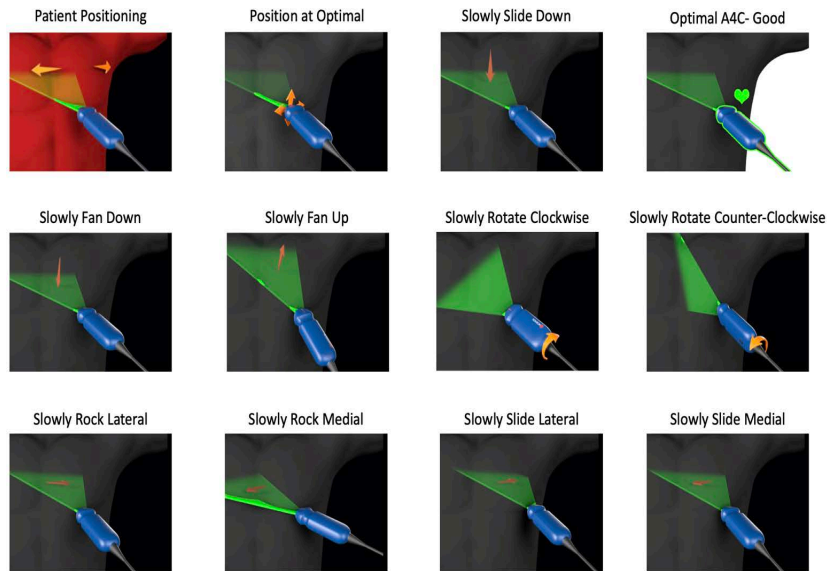 Patient Positioning
Position at Optimal
Slowly Slide Down
Optimal A4C- Good
Slowly Fan Down
Slowly Fan Up
Slowly Rotate Clockwise
Slowly Rotate Counter-Clockwise
Slowly Rock Lateral
Slowly Rock Medial
Slowly Slide Lateral
Slowly Slide Medial